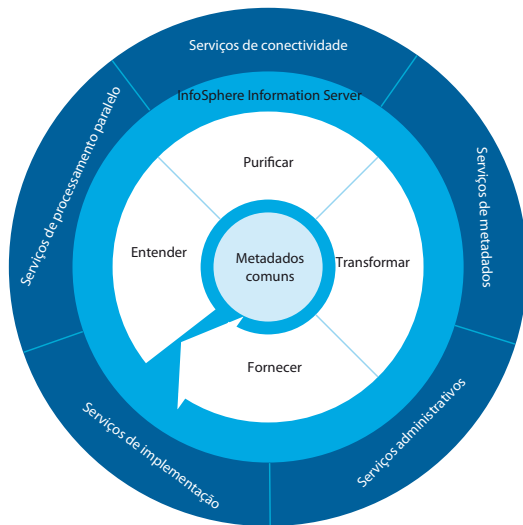 Serviços de conectividade
InfoSphere Information Server
Serviços de processamento paralelo
Serviços de metadados
Purificar
Entender
Metadados
comuns
Transformar
Fornecer
Serviços de implementação
Serviços administrativos